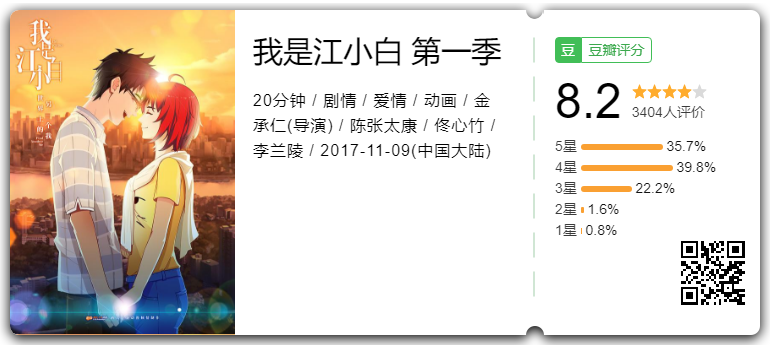 我是
江小白
我是江小白 第一季
20分钟 / 剧情 / 爱情 / 动画 / 金
承仁(导演) / 陈张太康 / 佟心竹 /
李兰陵 / 2017-11-09(中国大陆)
豆 豆瓣评分
8.2
3404人评价
5星 35.7%
4星 39.8%
3星 22.2%
2星 1.6%
1星 0.8%